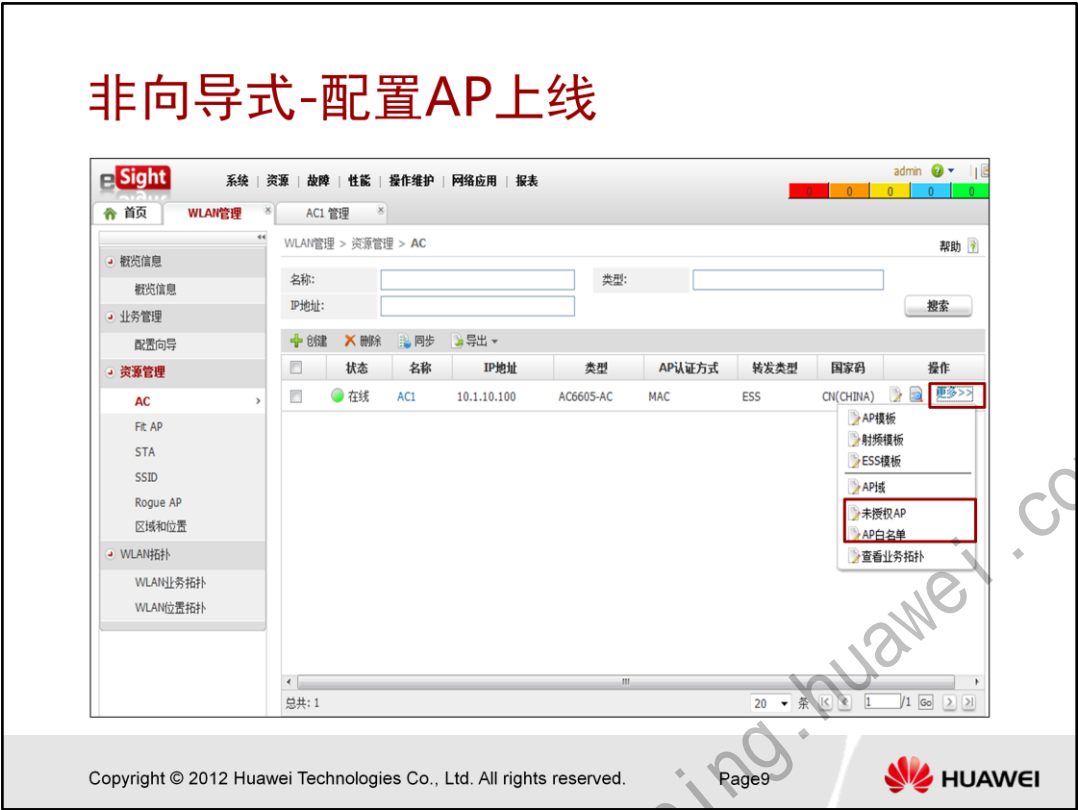 非向导式-配置AP上线
eSight
admin
系统 | 资源 | 故障 | 性能 | 操作维护 | 网络应用 | 报表
0 0 0 0 0
首页 WLAN管理 AC1 管理
WLAN管理 > 资源管理 > AC
帮助
概览信息
概览信息
业务管理
配置向导
资源管理
AC
Fit AP
STA
SSID
Rogue AP
区域和位置
WLAN拓扑
WLAN业务拓扑
WLAN位置拓扑
名称: 类型:
IP地址: 搜索
创建 删除 同步 导出
状态 名称 IP地址 类型 AP认证方式 转发类型 国家码 操作
在线 AC1 10.1.10.100 AC6605-AC MAC ESS CN(CHINA) 更多>>
AP模板
射频模板
ESS模板
AP域
未授权AP
AP白名单
查看业务拓扑
总共: 1
20 条 1 /1 Go
Copyright © 2012 Huawei Technologies Co., Ltd. All rights reserved. Page9
HUAWEI
ing.huawei.co